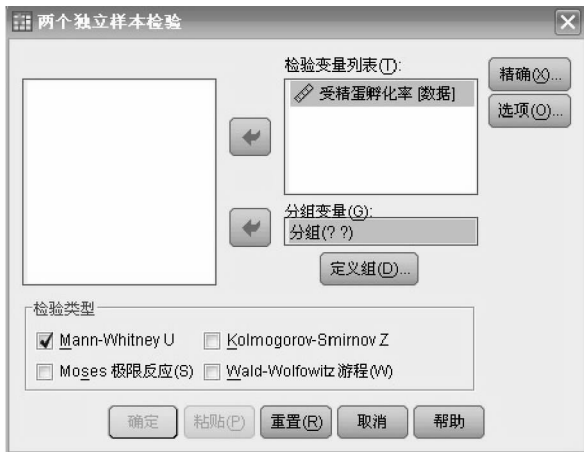 两个独立样本检验
检验变量列表(T):
受精蛋孵化率 [数据]
精确(X)...
选项(O)...
分组变量(G):
分组(? ?)
定义组(D)...
检验类型
Mann-Whitney U
Kolmogorov-Smirnov Z
Moses 极限反应(S)
Wald-Wolfowitz 游程(W)
确定
粘贴(P)
重置(R)
取消
帮助